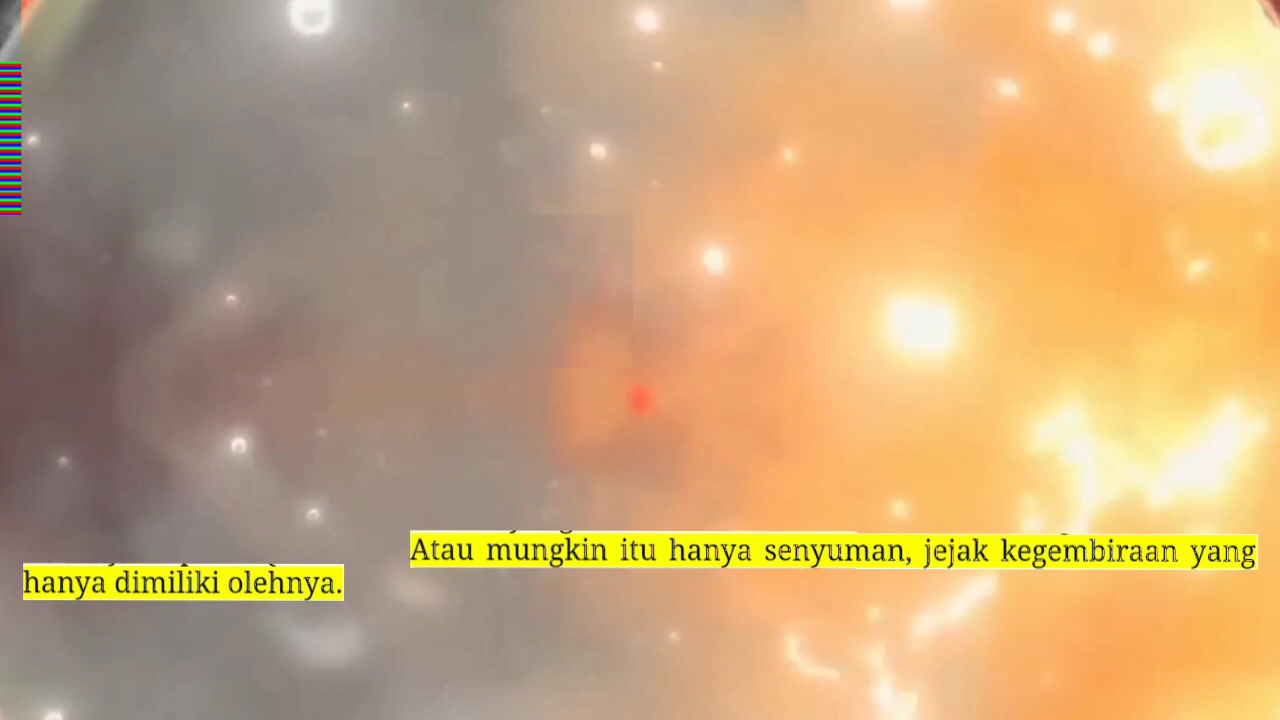 Atau mungkin itu hanya senyuman, jejak kegembiraan yang
hanya dimiliki olehnya.